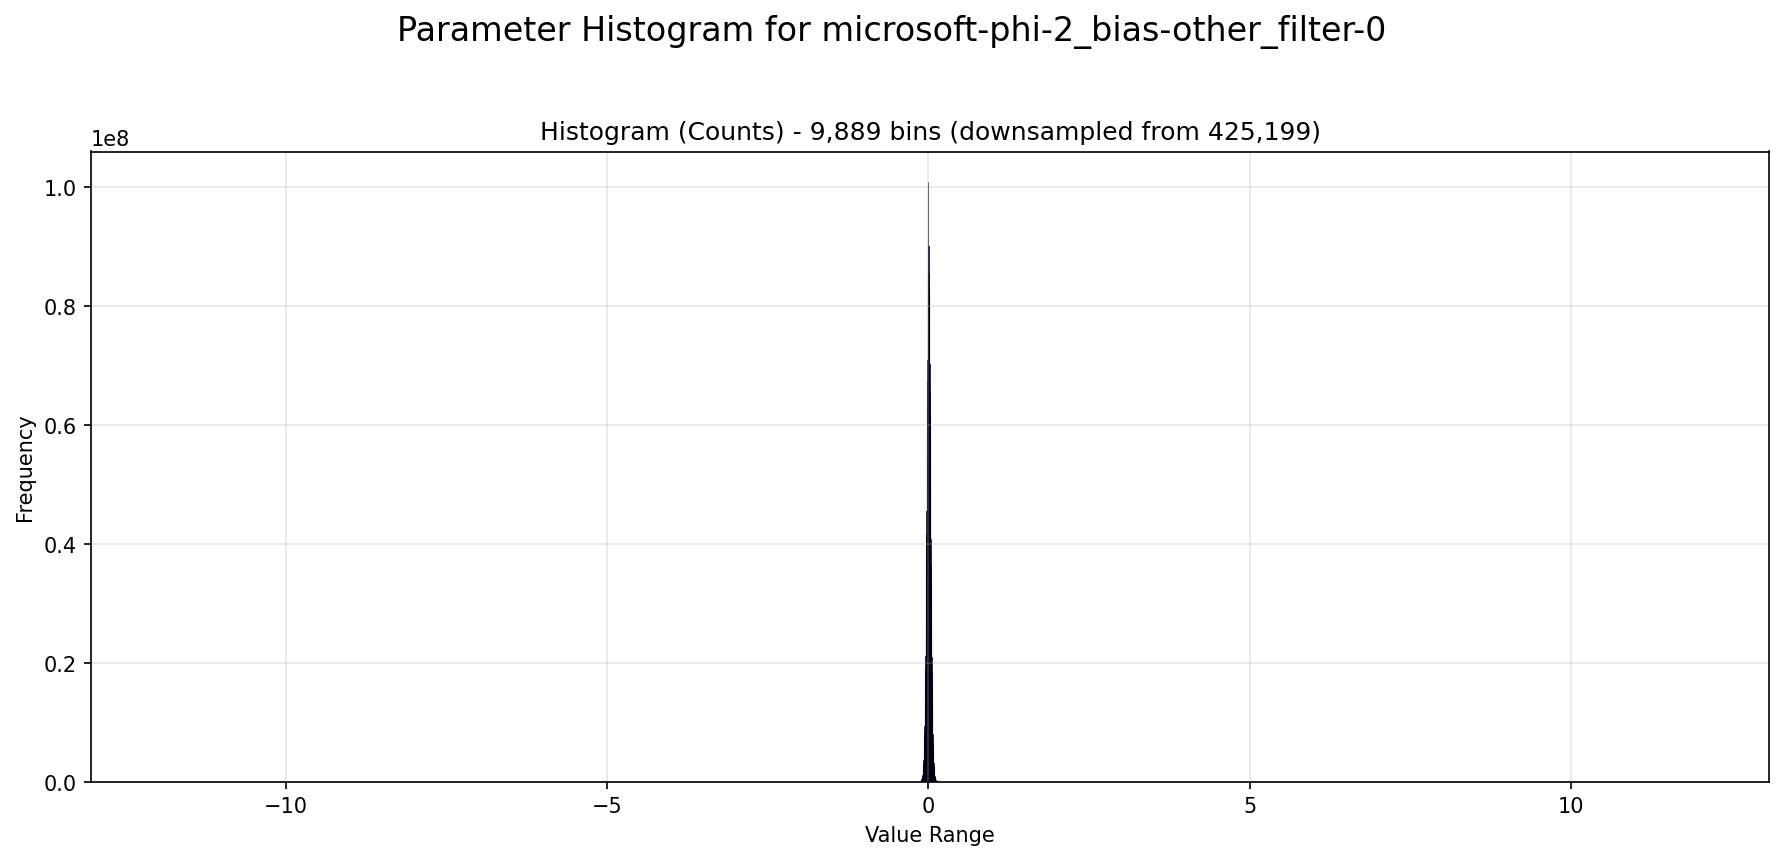 Parameter Histogram for microsoft-phi-2_bias-other_filter-0
Histogram (Counts) - 9,889 bins (downsampled from 425,199)
1e8
1.0
0.8
0.6
0.4
0.2
0.0
Frequency
−10
−5
0
5
10
Value Range